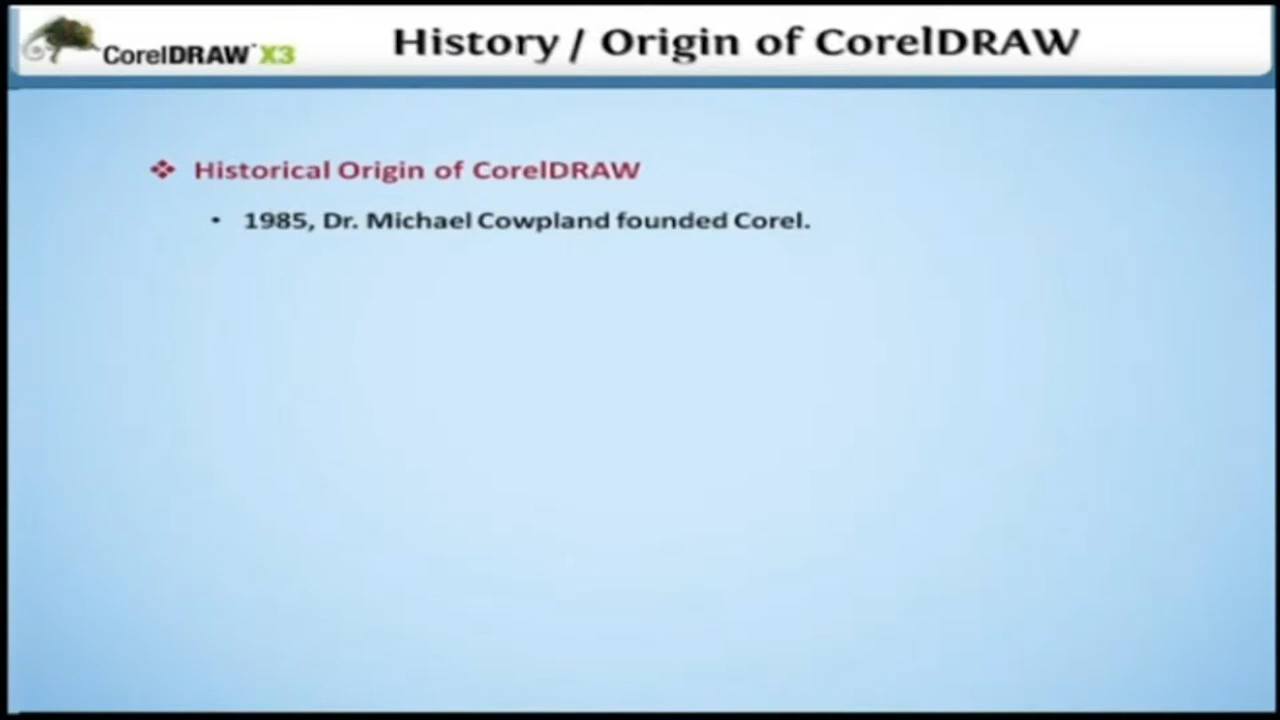 CorelDRAW X3
History / Origin of CorelDRAW
Historical Origin of CorelDRAW
1985, Dr. Michael Cowpland founded Corel.